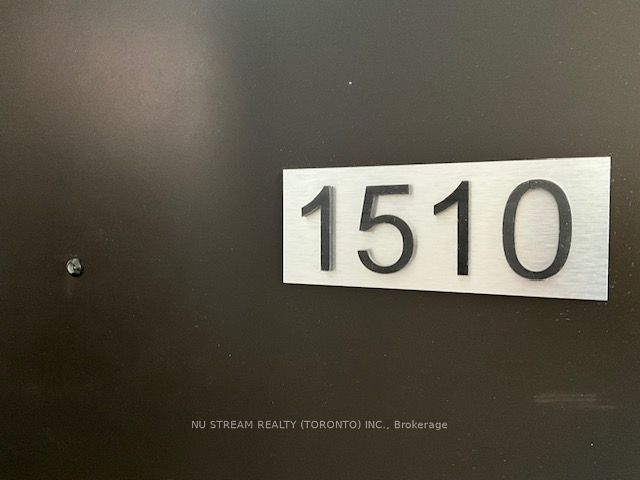 1510
NU STREAM REALTY (TORONTO) INC., Brokerage